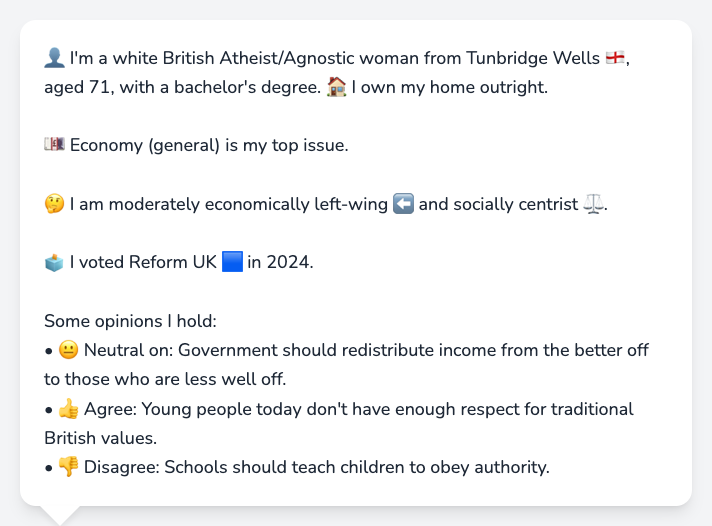 👤 I'm a white British Atheist/Agnostic woman from Tunbridge Wells 🏴󠁧󠁢󠁥󠁮󠁧󠁿,
aged 71, with a bachelor's degree. 🏠 I own my home outright.
💷 Economy (general) is my top issue.
🤔 I am moderately economically left-wing ⬅️ and socially centrist ⚖️.
🗳️ I voted Reform UK 🟦 in 2024.
Some opinions I hold:
• 😐 Neutral on: Government should redistribute income from the better off
to those who are less well off.
• 👍 Agree: Young people today don't have enough respect for traditional
British values.
• 👎 Disagree: Schools should teach children to obey authority.